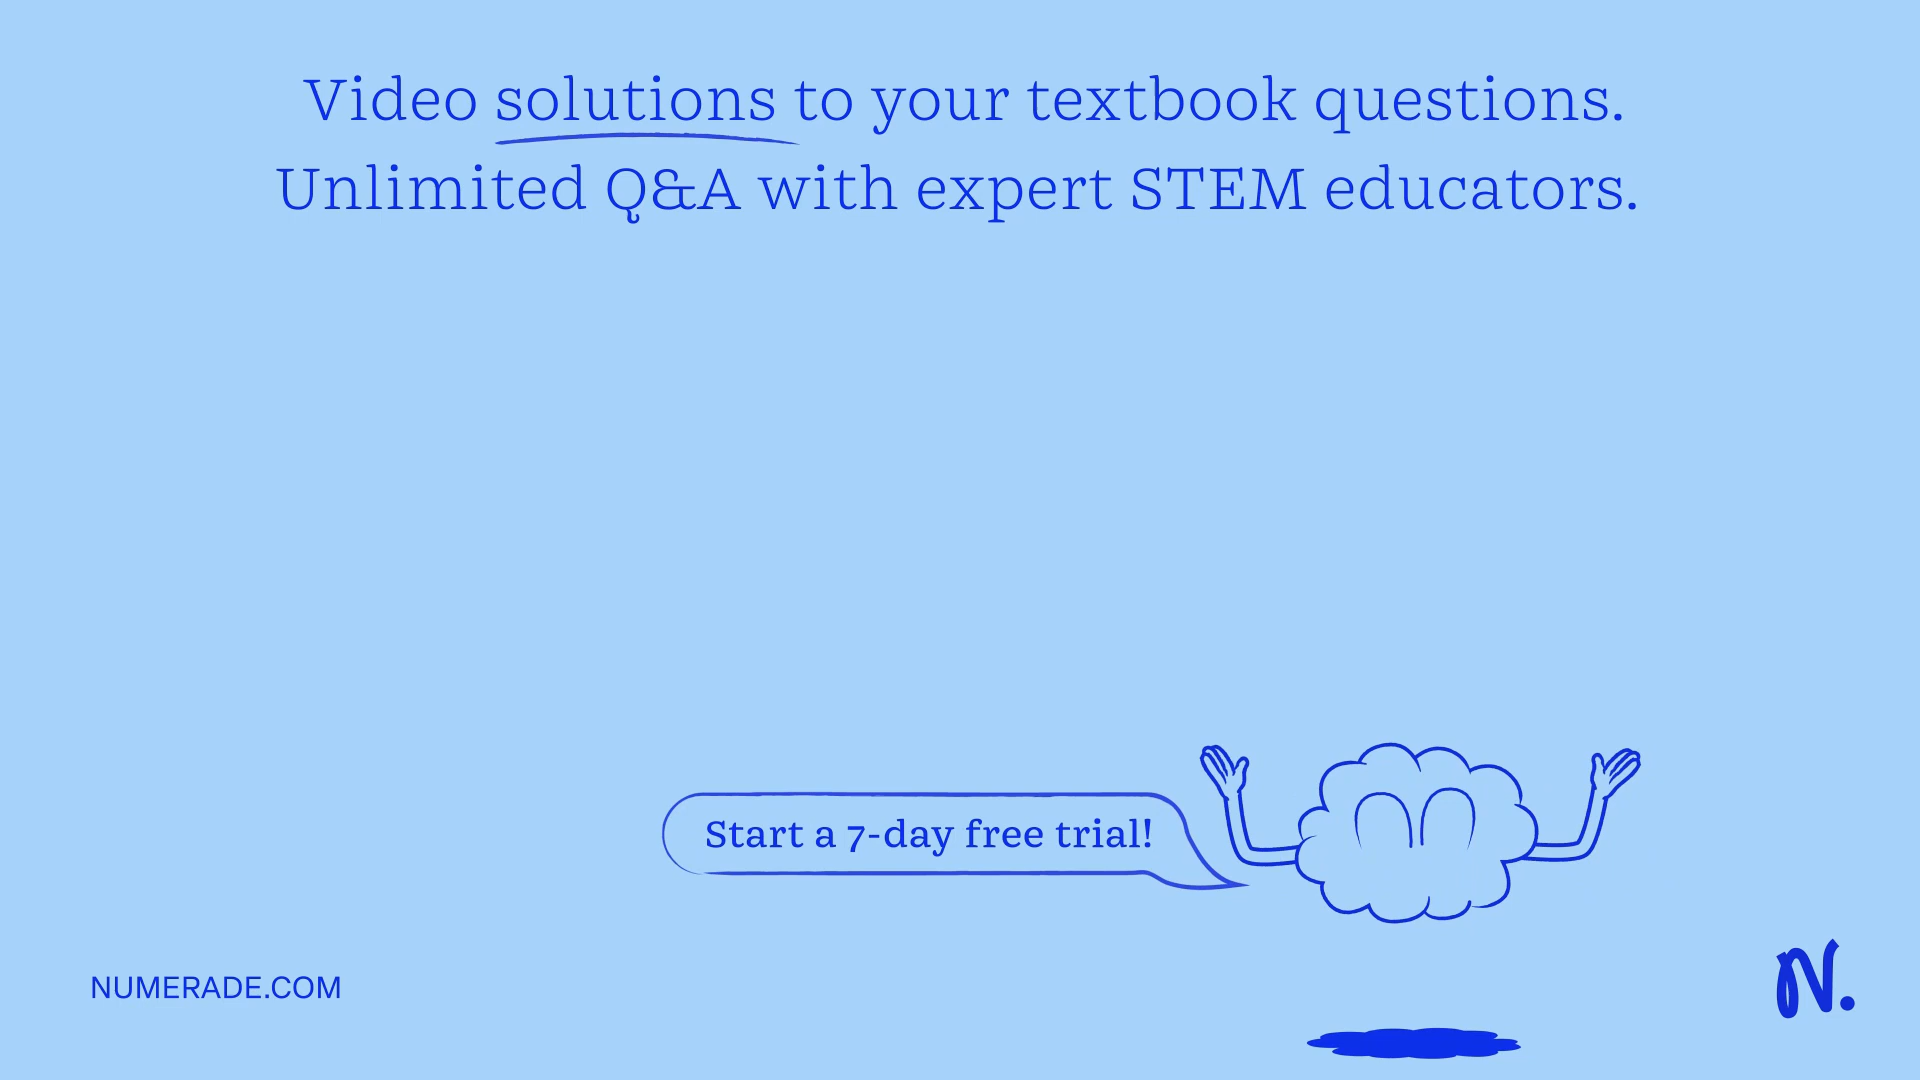 Video solutions to your textbook questions.
Unlimited Q&A with expert STEM educators.
Start a 7-day free trial!
NUMERADE.COM
N.